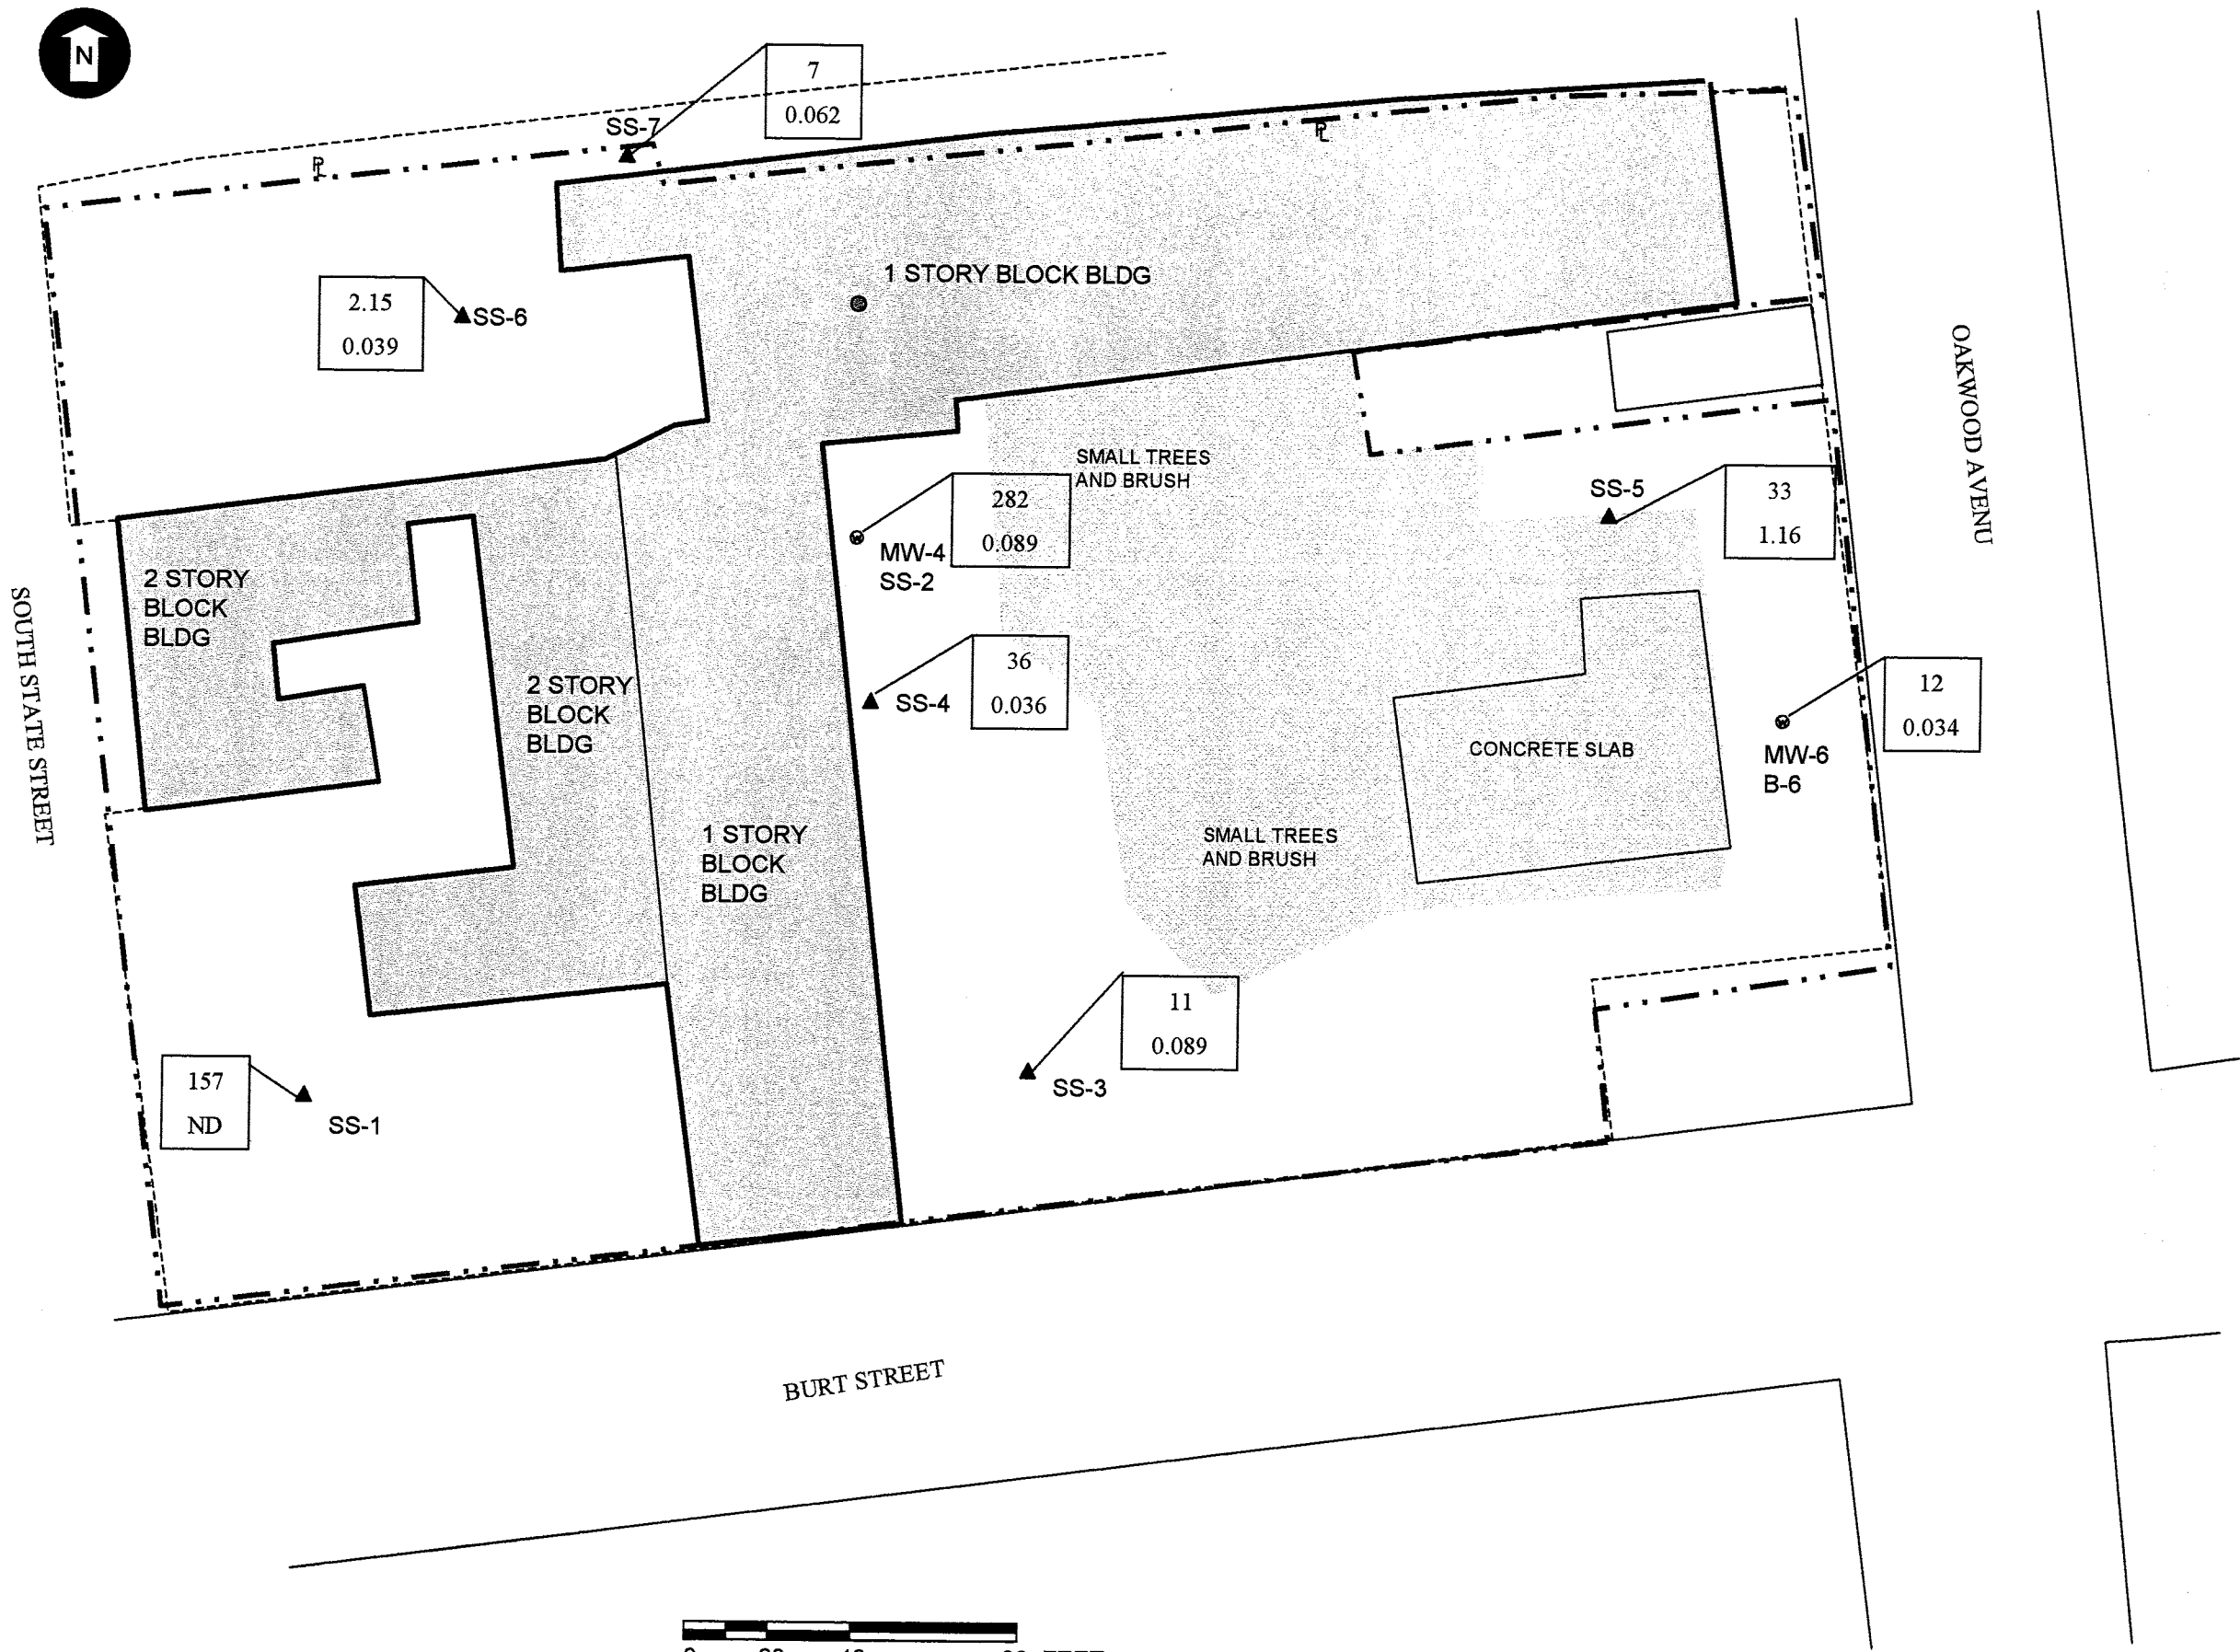 N
7
0.062
SS-7
PL
PL
1 STORY BLOCK BLDG
2.15
0.039
SS-6
OAKWOOD AVENU
SMALL TREES
AND BRUSH
282
0.089
MW-4
SS-2
SS-5
33
1.16
2 STORY
BLOCK
BLDG
SOUTH STATE STREET
36
0.036
SS-4
2 STORY
BLOCK
BLDG
12
0.034
MW-6
B-6
CONCRETE SLAB
1 STORY
BLOCK
BLDG
SMALL TREES
AND BRUSH
11
0.089
SS-3
157
ND
SS-1
BURT STREET
FEET